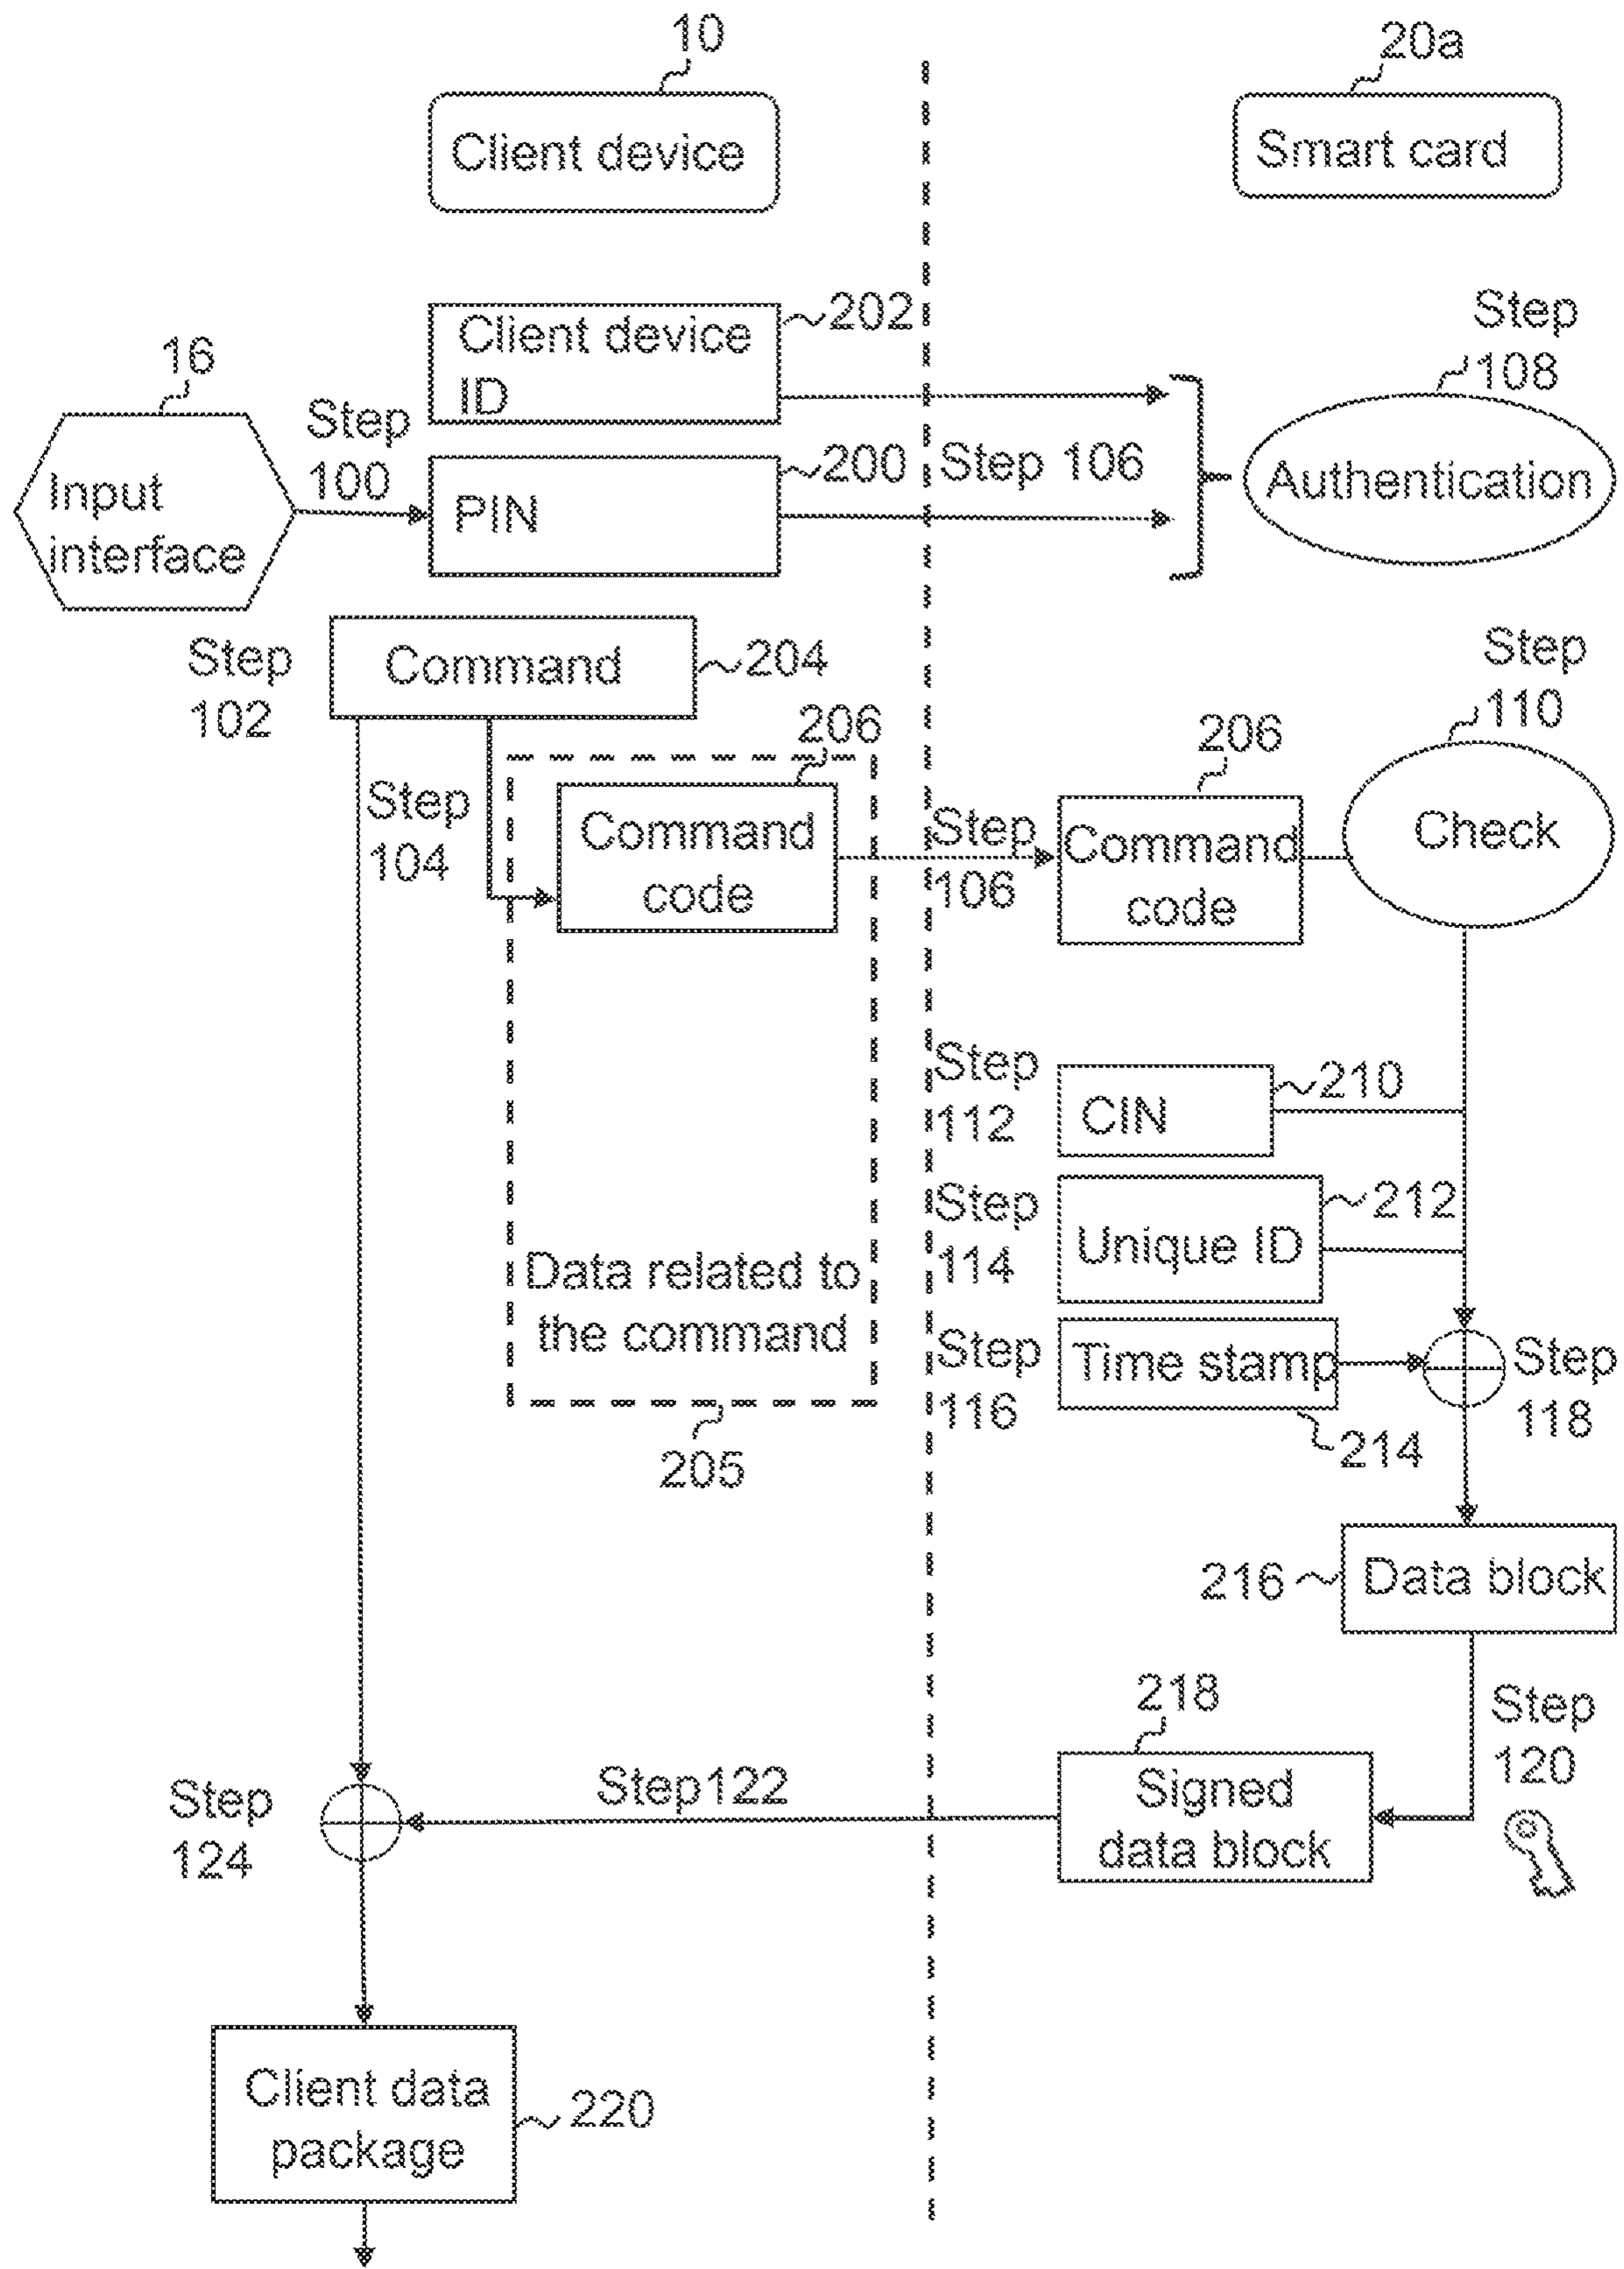 10
20a
Client device
Smart card
202
Step
108
Client device
ID
16
Step
100
200
Step 106
Input
interface
PIN
Authentication
Step
102
Command
204
Step
110
206
206
Step
104
Command
code
Step
106
Command
code
Check
Step
112
CIN
210
Step
114
Unique ID
212
Data related to
the command
Step
116
Time stamp
Step
118
214
205
216
Data block
218
Step
120
Step
124
Step122
Signed
data block
Client data
package
220